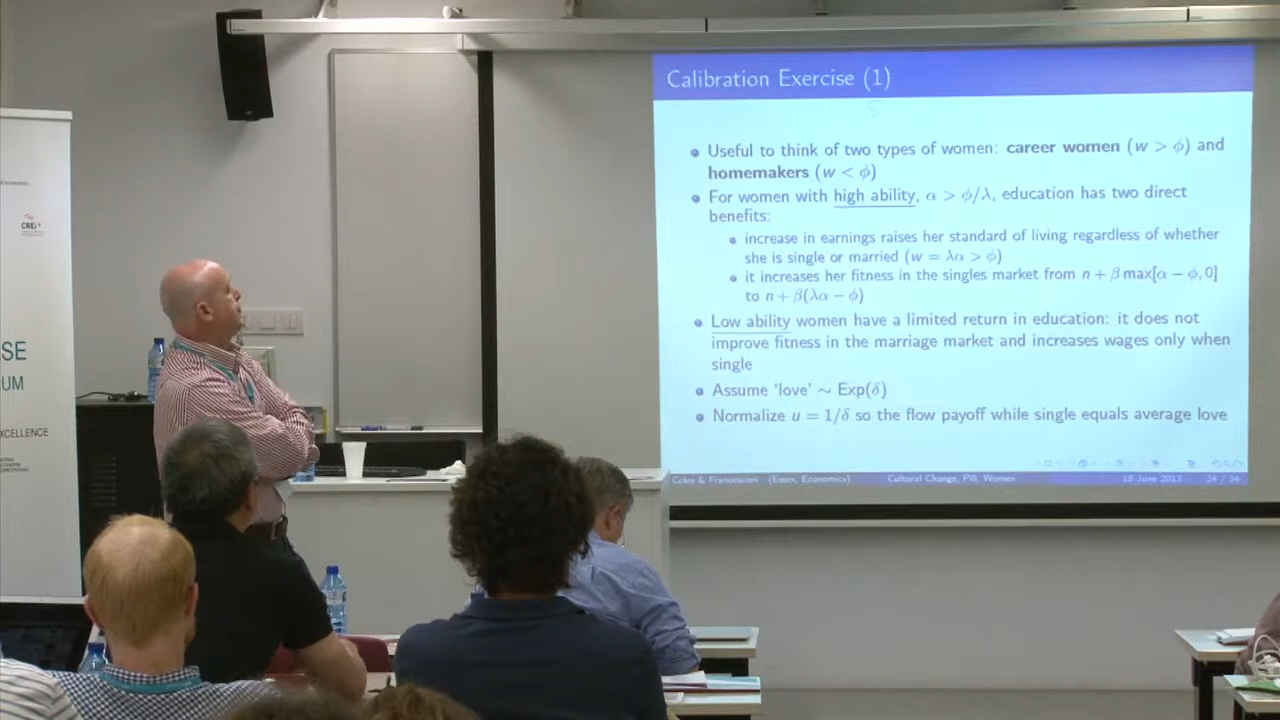 Calibration Exercise (1)
Useful to think of two types of women: career women (w > ϕ) and
homemakers (w < ϕ)
For women with high ability, α > ϕ/λ, education has two direct
benefits:
increase in earnings raises her standard of living regardless of whether
she is single or married (w = λα > ϕ)
it increases her fitness in the singles market from n + β max[α − ϕ, 0]
to n + β(λα − ϕ)
Low ability women have a limited return in education: it does not
improve fitness in the marriage market and increases wages only when
single
Assume 'love' ~ Exp(δ)
Normalize u = 1/δ so the flow payoff while single equals average love
Coles & Francesconi (Essex, Economics)
Cultural Change, Pill, Women
18 June 2013
24 / 34
CREi
SE
UM
EXCELLENCE